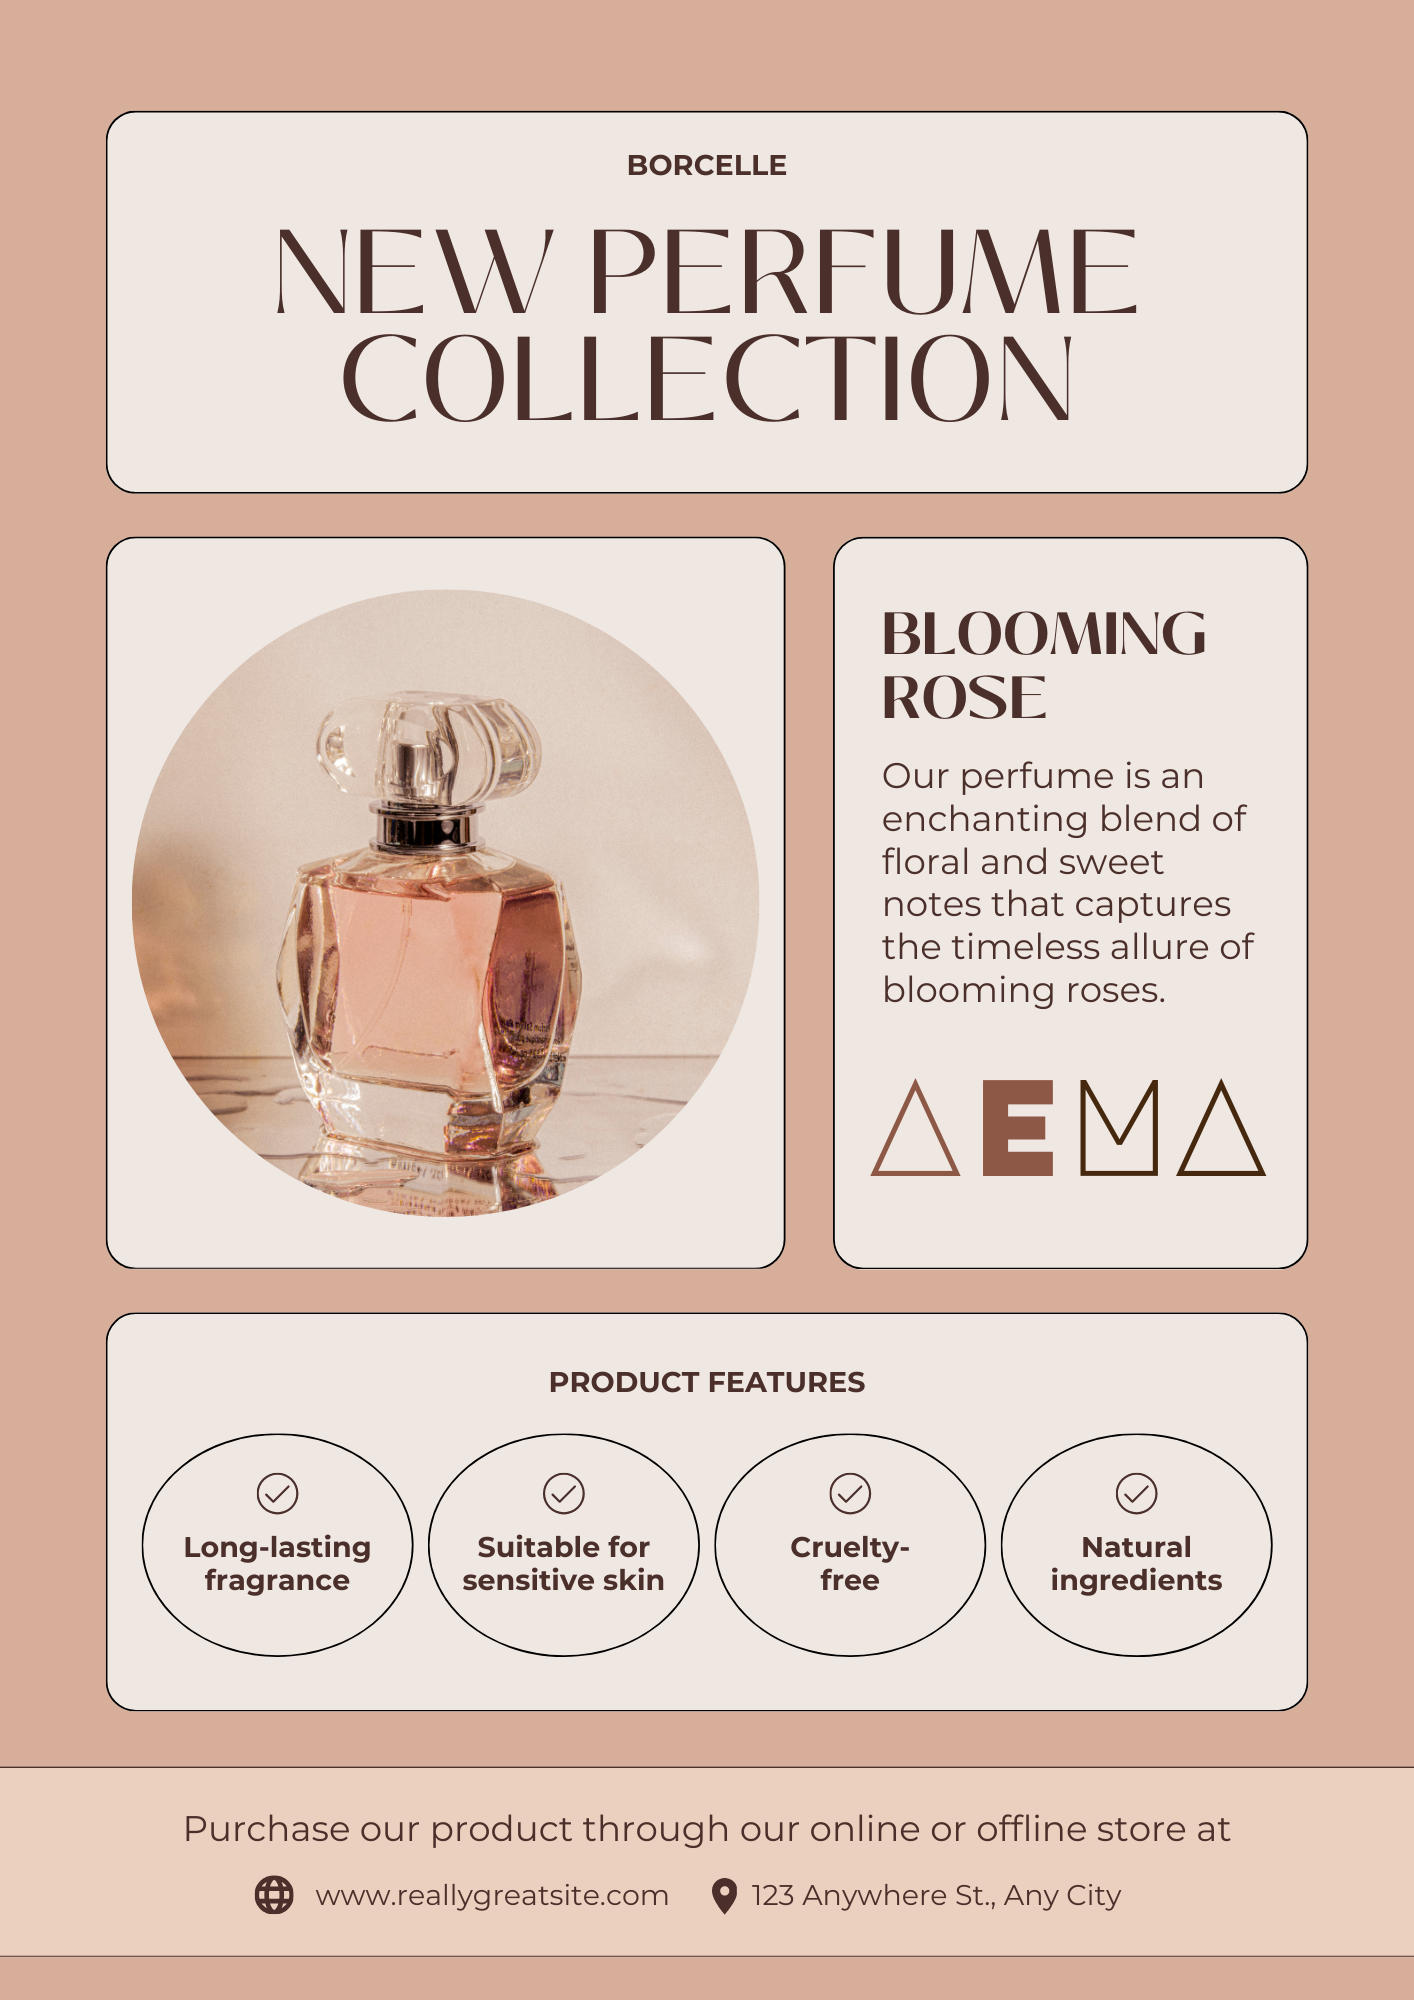 BORCELLE
NEW PERFUME
COLLECTION
BLOOMING
ROSE
Our perfume is an
enchanting blend of
floral and sweet
notes that captures
the timeless allure of
blooming roses.
AEMA
PRODUCT FEATURES
Long-lasting
fragrance
Suitable for
sensitive skin
Cruelty-
free
Natural
ingredients
Purchase our product through our online or offline store at
www.reallygreatsite.com
123 Anywhere St., Any City